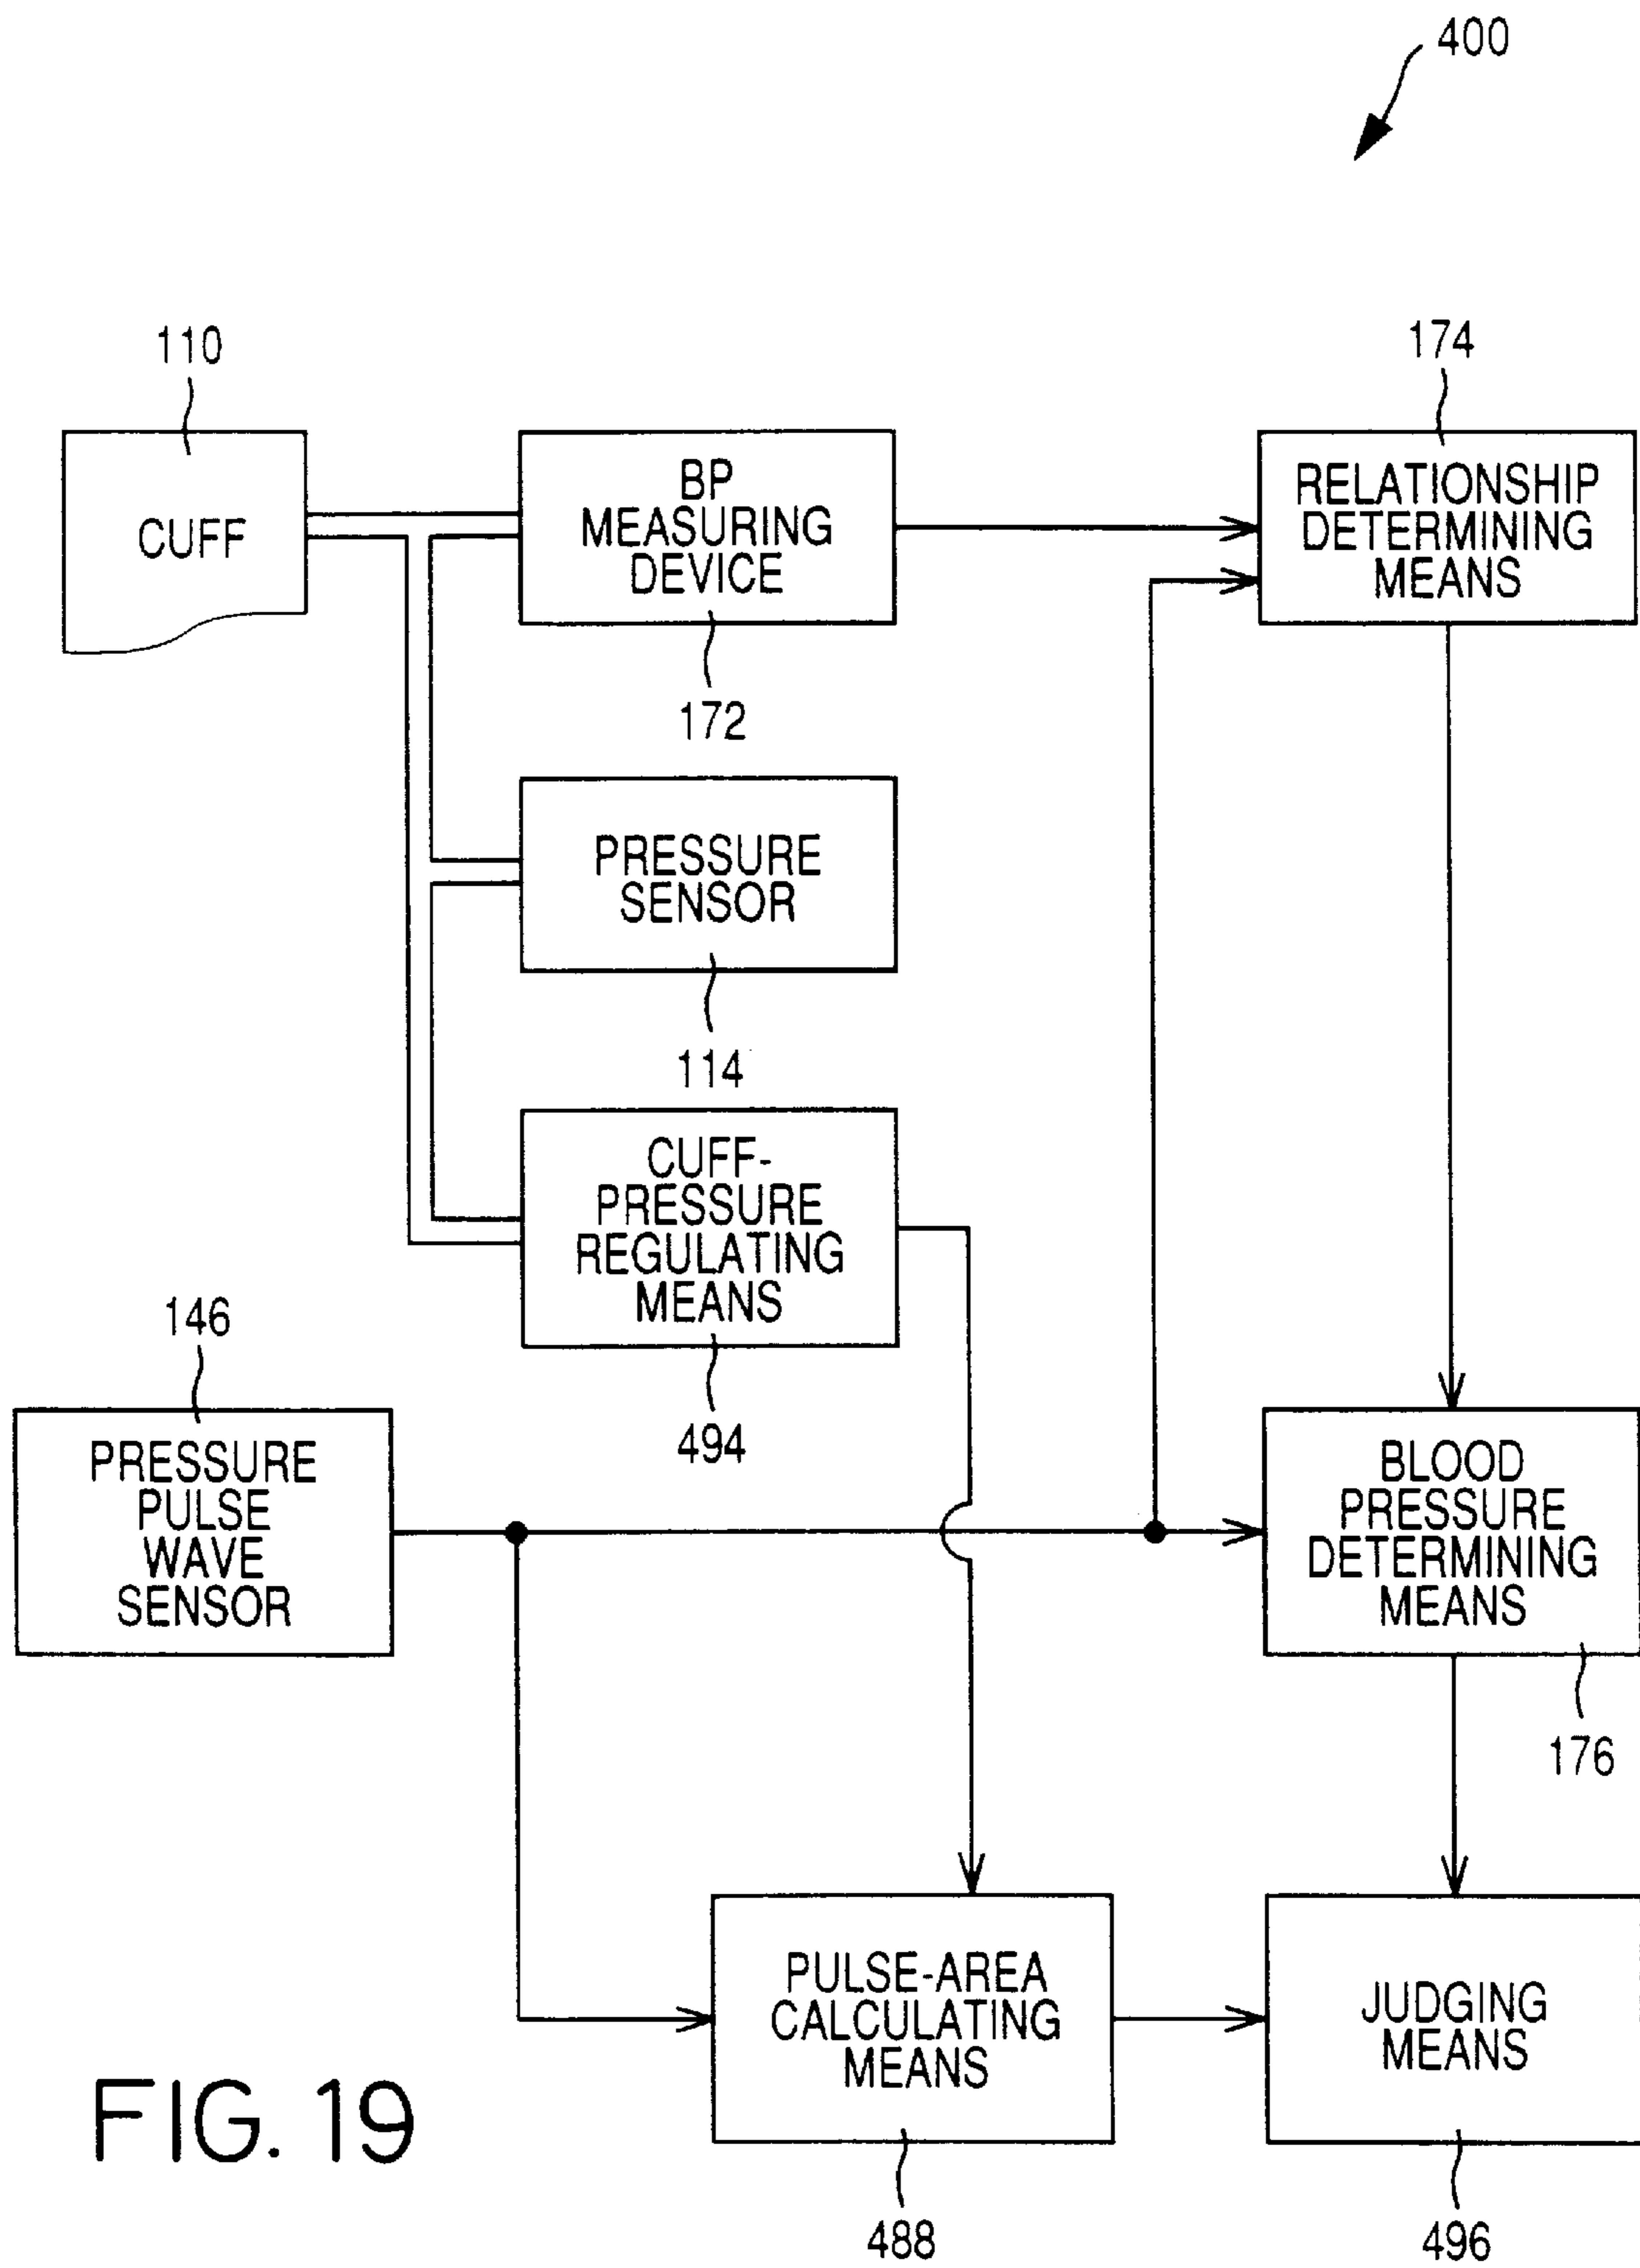 400
110
174
CUFF
BP
MEASURING
DEVICE
RELATIONSHIP
DETERMINING
MEANS
172
PRESSURE
SENSOR
114
CUFF-
PRESSURE
REGULATING
MEANS
494
146
PRESSURE
PULSE
WAVE
SENSOR
BLOOD
PRESSURE
DETERMINING
MEANS
176
PULSE-AREA
CALCULATING
MEANS
JUDGING
MEANS
488
496
FIG. 19